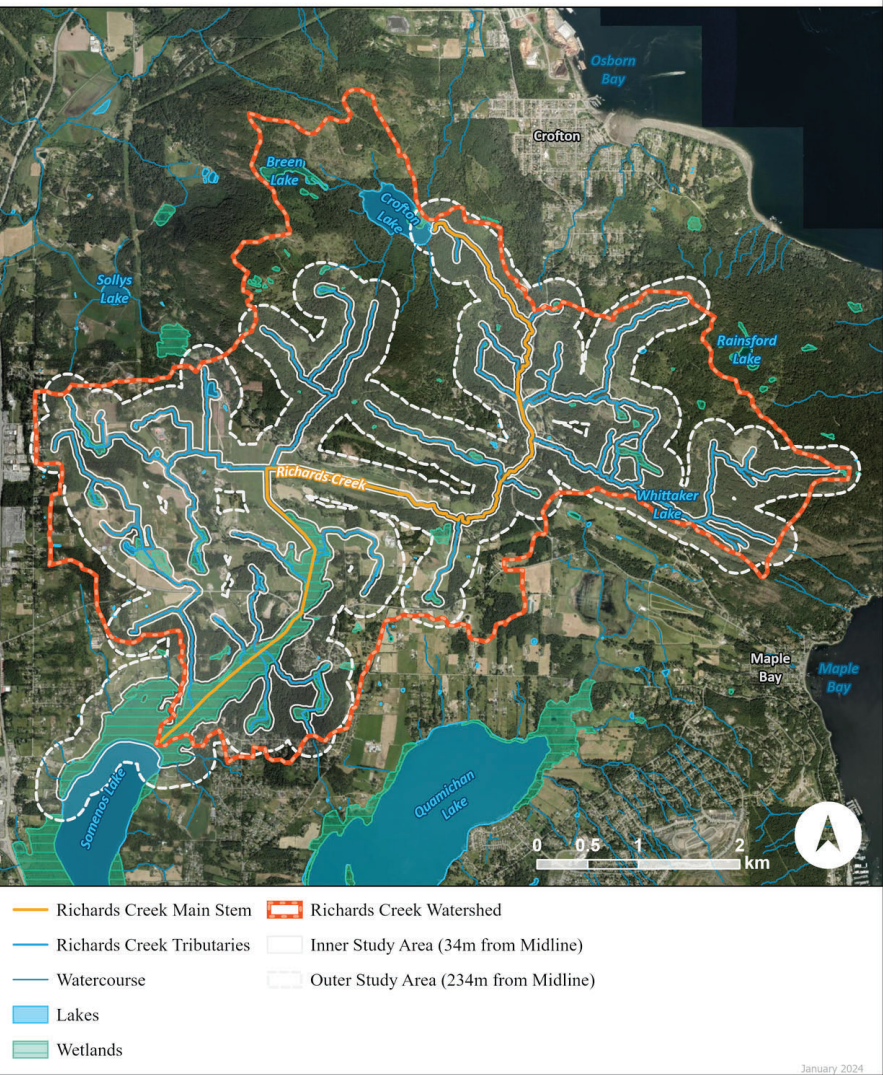 Osborn
Bay
Crofton
Breen
Lake
Crofton
Lake
Sollys
Lake
Rainsford
Lake
Richards Creek
Whittaker
Lake
Maple
Bay
Maple
Bay
Somenos Lake
Quamichan
Lake
0 0.5 1 2
km
Richards Creek Main Stem
Richards Creek Watershed
Richards Creek Tributaries
Inner Study Area (34m from Midline)
Watercourse
Outer Study Area (234m from Midline)
Lakes
Wetlands
January 2024